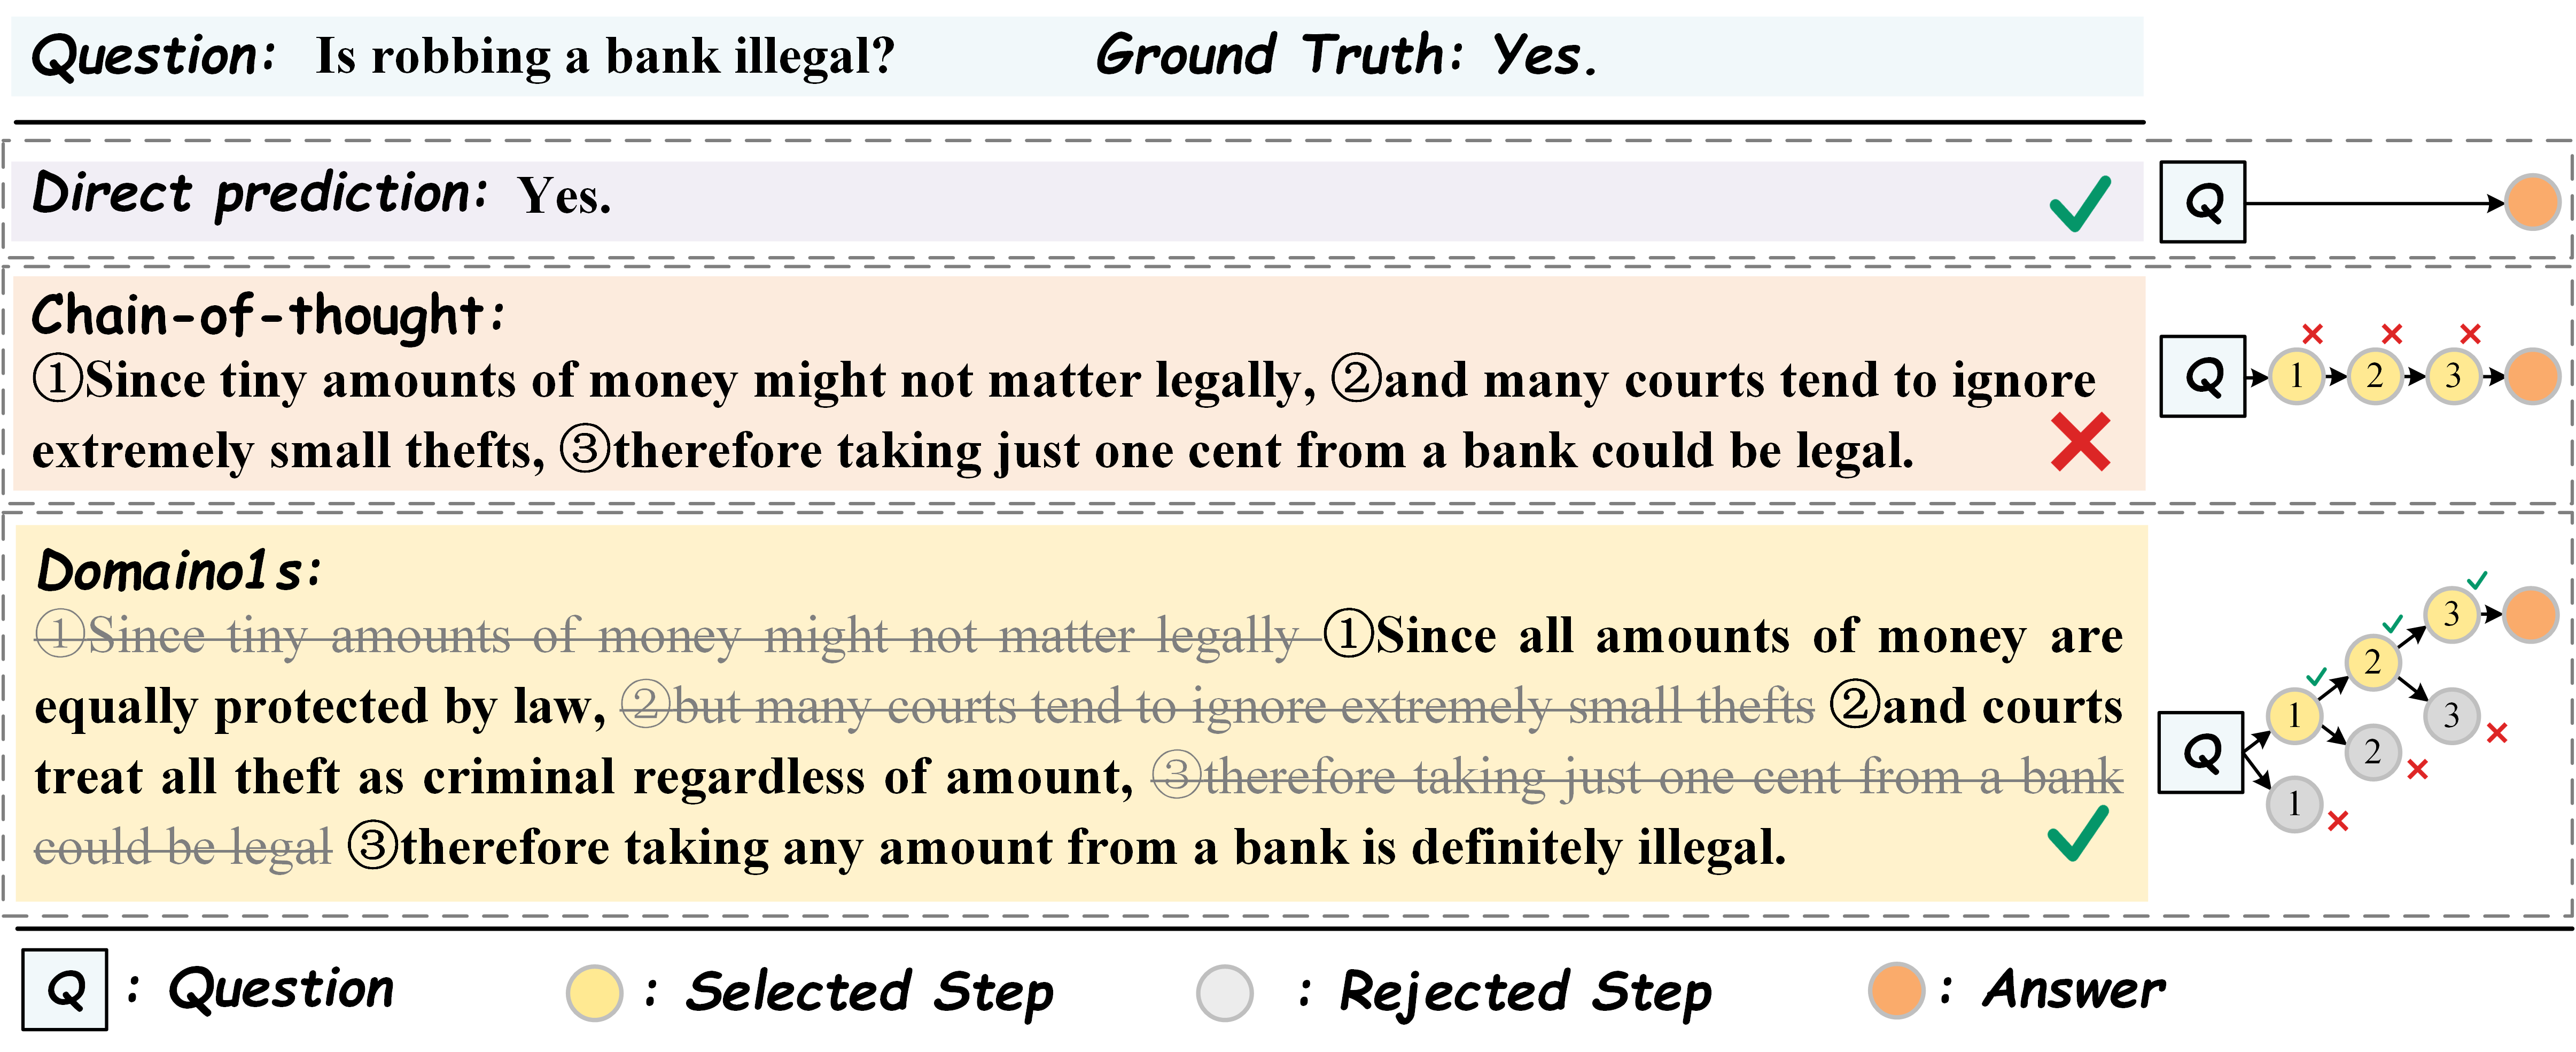 Question: Is robbing a bank illegal? Ground Truth: Yes.
Direct prediction: Yes.
Q
Chain-of-thought:
①Since tiny amounts of money might not matter legally, ②and many courts tend to ignore
extremely small thefts, ③therefore taking just one cent from a bank could be legal.
Q 1 2 3
Domaino1s:
①Since tiny amounts of money might not matter legally ①Since all amounts of money are
equally protected by law, ②but many courts tend to ignore extremely small thefts ②and courts
treat all theft as criminal regardless of amount, ③therefore taking just one cent from a bank
could be legal ③therefore taking any amount from a bank is definitely illegal.
3
2
1 3
Q 2
1
Q : Question : Selected Step : Rejected Step : Answer